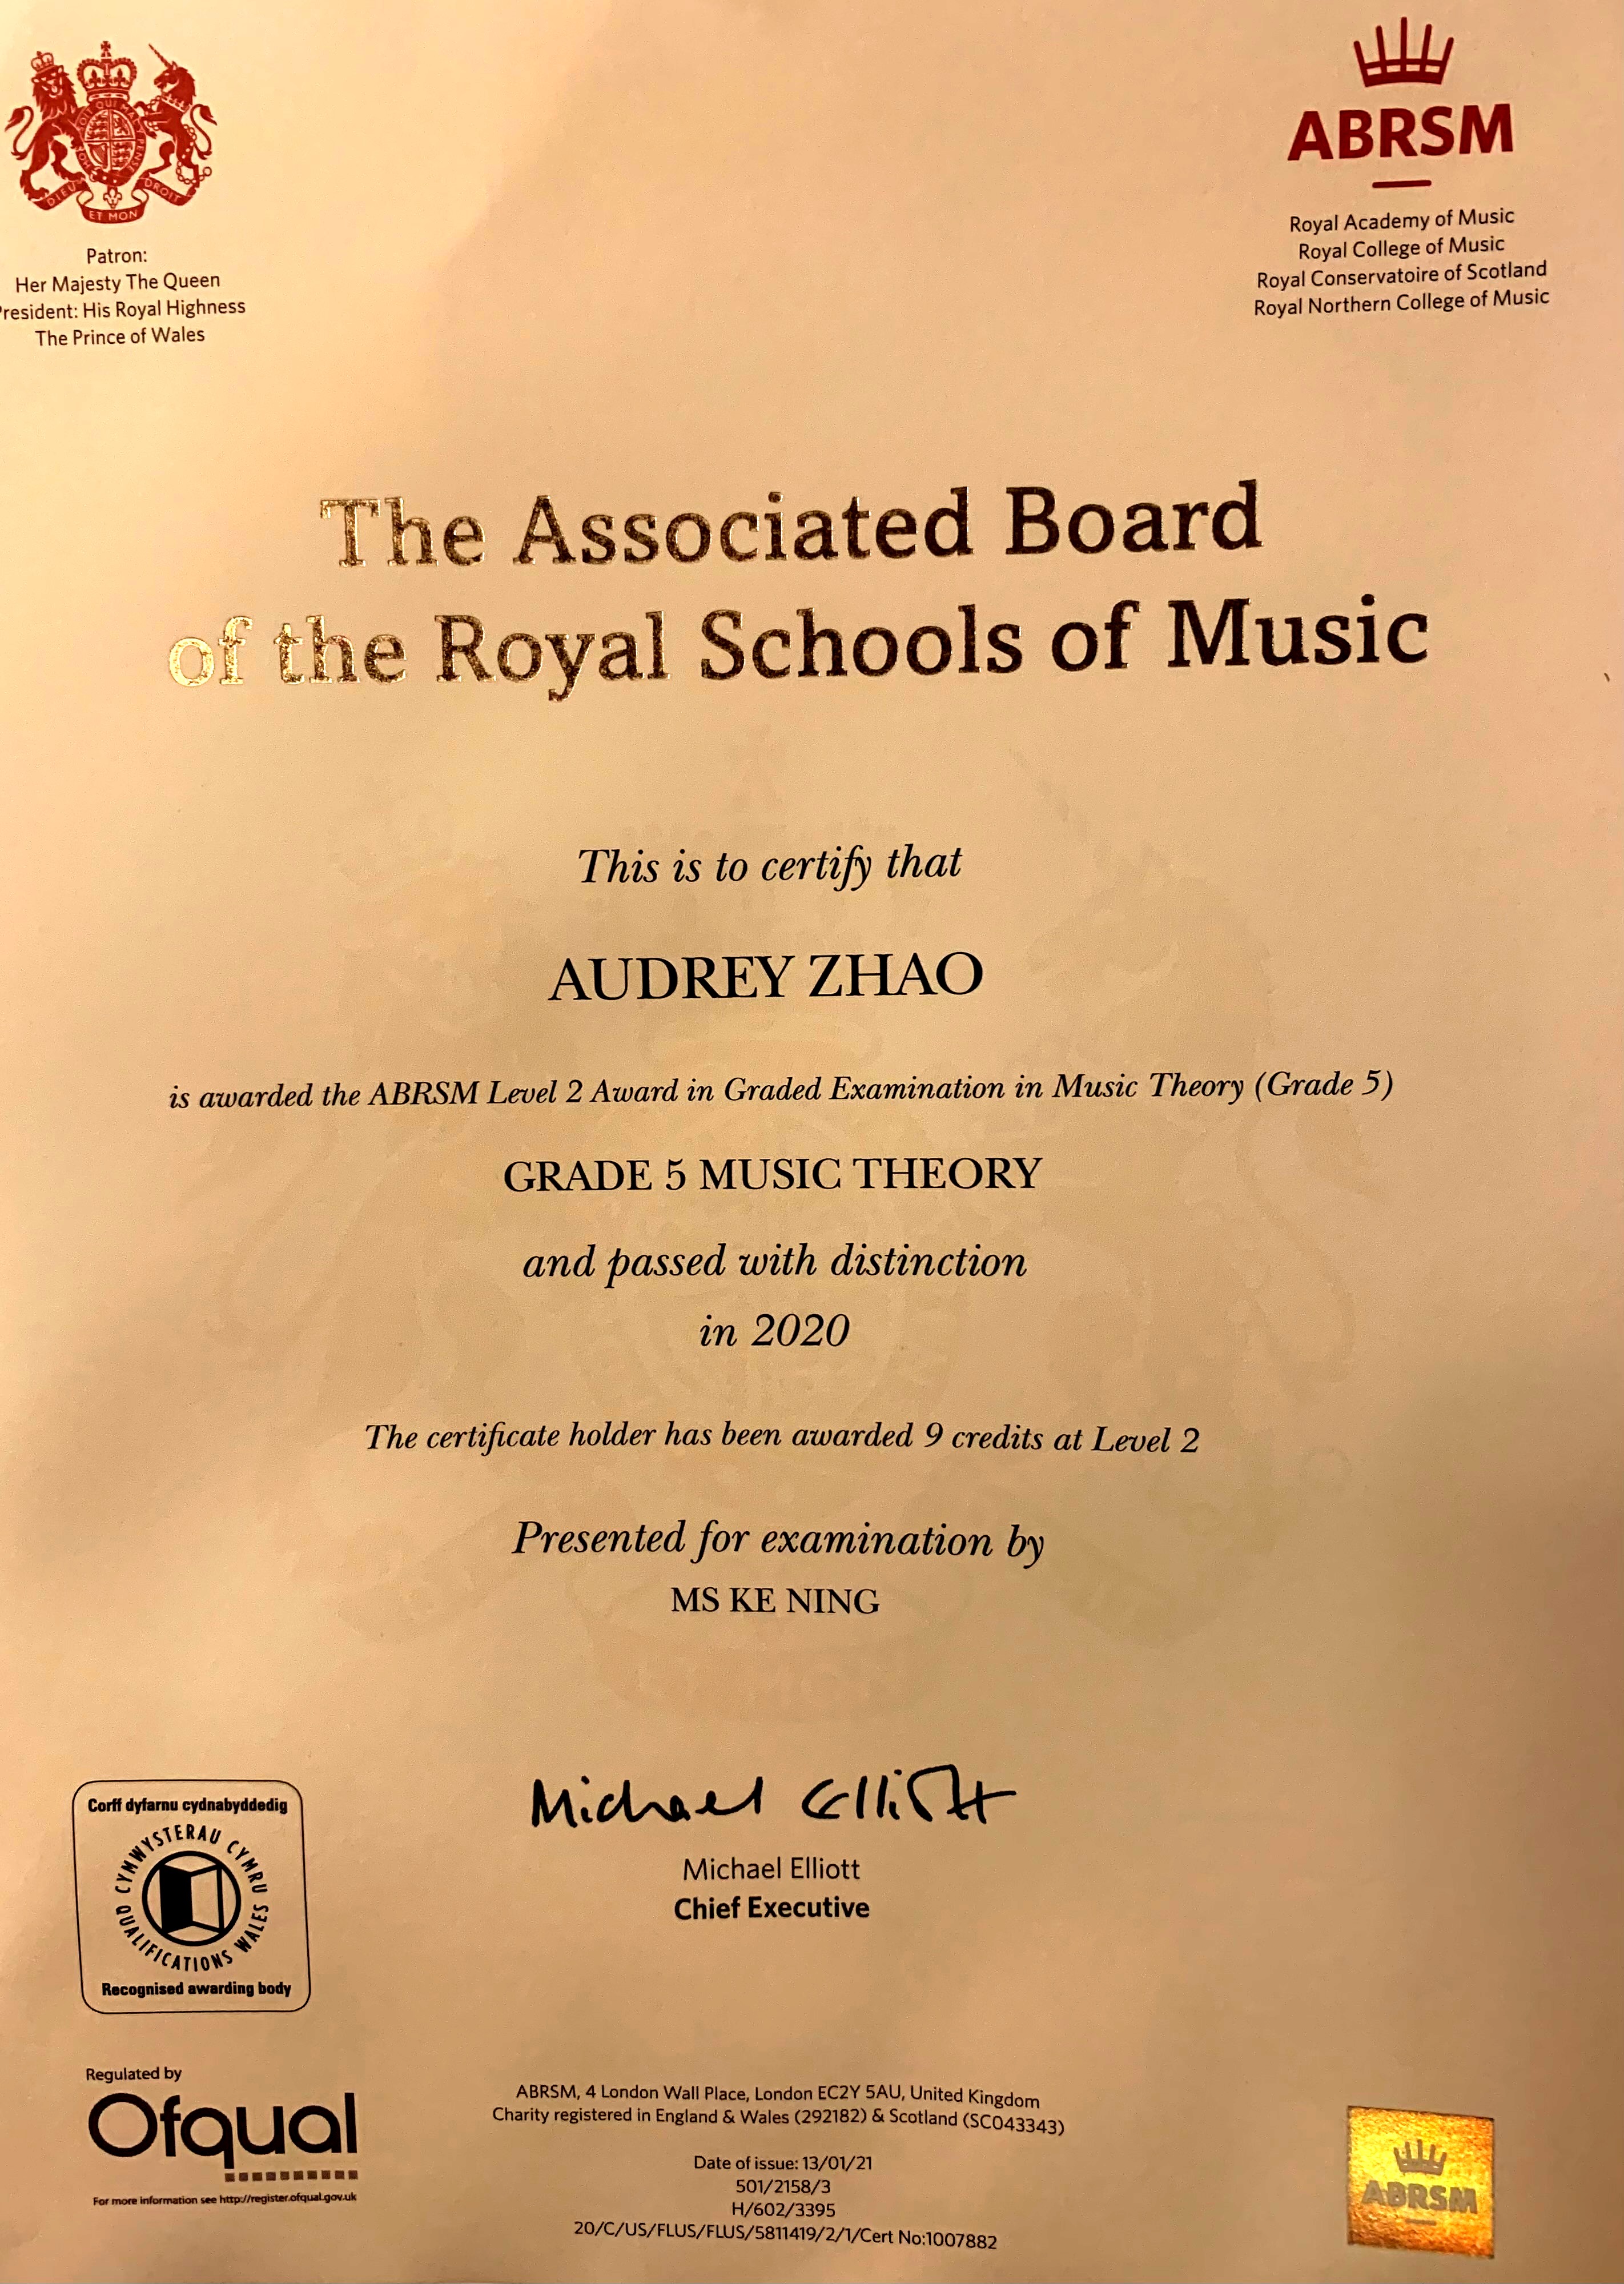 DIEU ET MON DROIT
Patron:
Her Majesty The Queen
President: His Royal Highness
The Prince of Wales
ABRSM
Royal Academy of Music
Royal College of Music
Royal Conservatoire of Scotland
Royal Northern College of Music
The Associated Board
of the Royal Schools of Music
This is to certify that
AUDREY ZHAO
is awarded the ABRSM Level 2 Award in Graded Examination in Music Theory (Grade 5)
GRADE 5 MUSIC THEORY
and passed with distinction
in 2020
The certificate holder has been awarded 9 credits at Level 2
Presented for examination by
MS KE NING
Michael Elliott
Michael Elliott
Chief Executive
Corff dyfarnu cydnabyddedig
CYMWYSTERAU CYMRU
QUALIFICATIONS WALES
Recognised awarding body
Regulated by
Ofqual
For more information see http://register.ofqual.gov.uk
ABRSM, 4 London Wall Place, London EC2Y 5AU, United Kingdom
Charity registered in England & Wales (292182) & Scotland (SC043343)
Date of issue: 13/01/21
501/2158/3
H/602/3395
20/C/US/FLUS/FLUS/5811419/2/1/Cert No:1007882
ABRSM